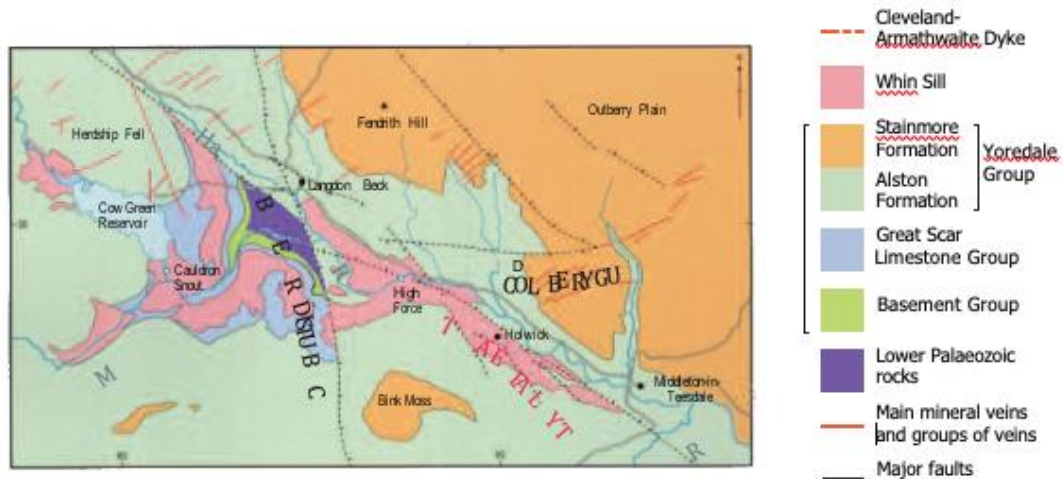 Cleveland-
Armathwaite Dyke
Whin Sill
Stainmore
Formation
Alston
Formation
Yoredale
Group
Great Scar
Limestone Group
Basement Group
Lower Palaeozoic
rocks
Main mineral veins
and groups of veins
Major faults
Outberry Plain
Fendrith Hill
Herdship Fell
Langdon Beck
Cow Green
Reservoir
Cauldron
Snout
High
Force
Holwick
Middleton-in-
Teesdale
Blink Moss
M
R